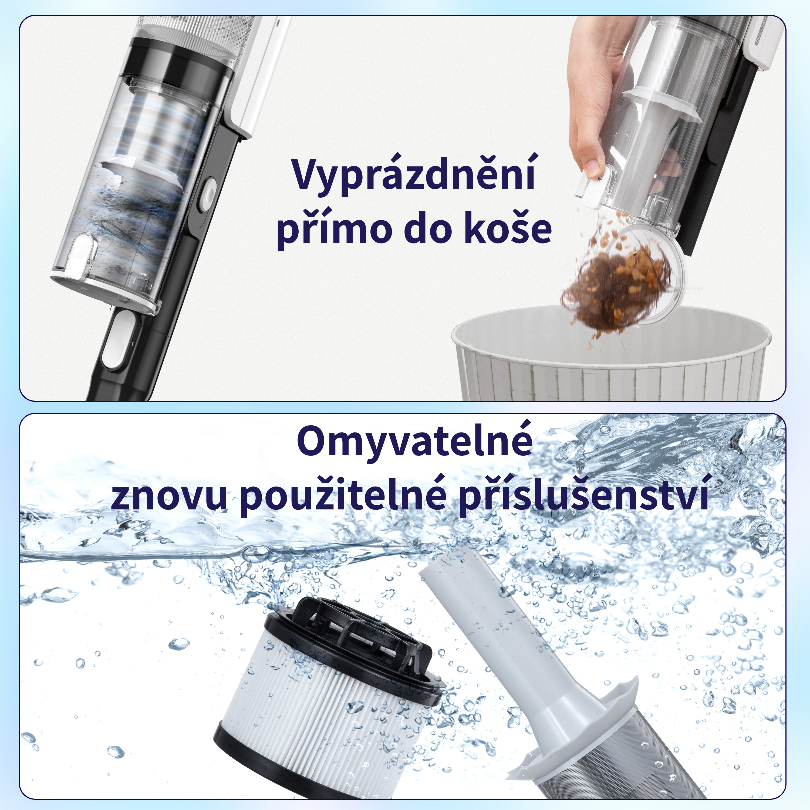 Vyprázdnění
přímo do koše
Omyvatelné
znovu použitelné příslušenství